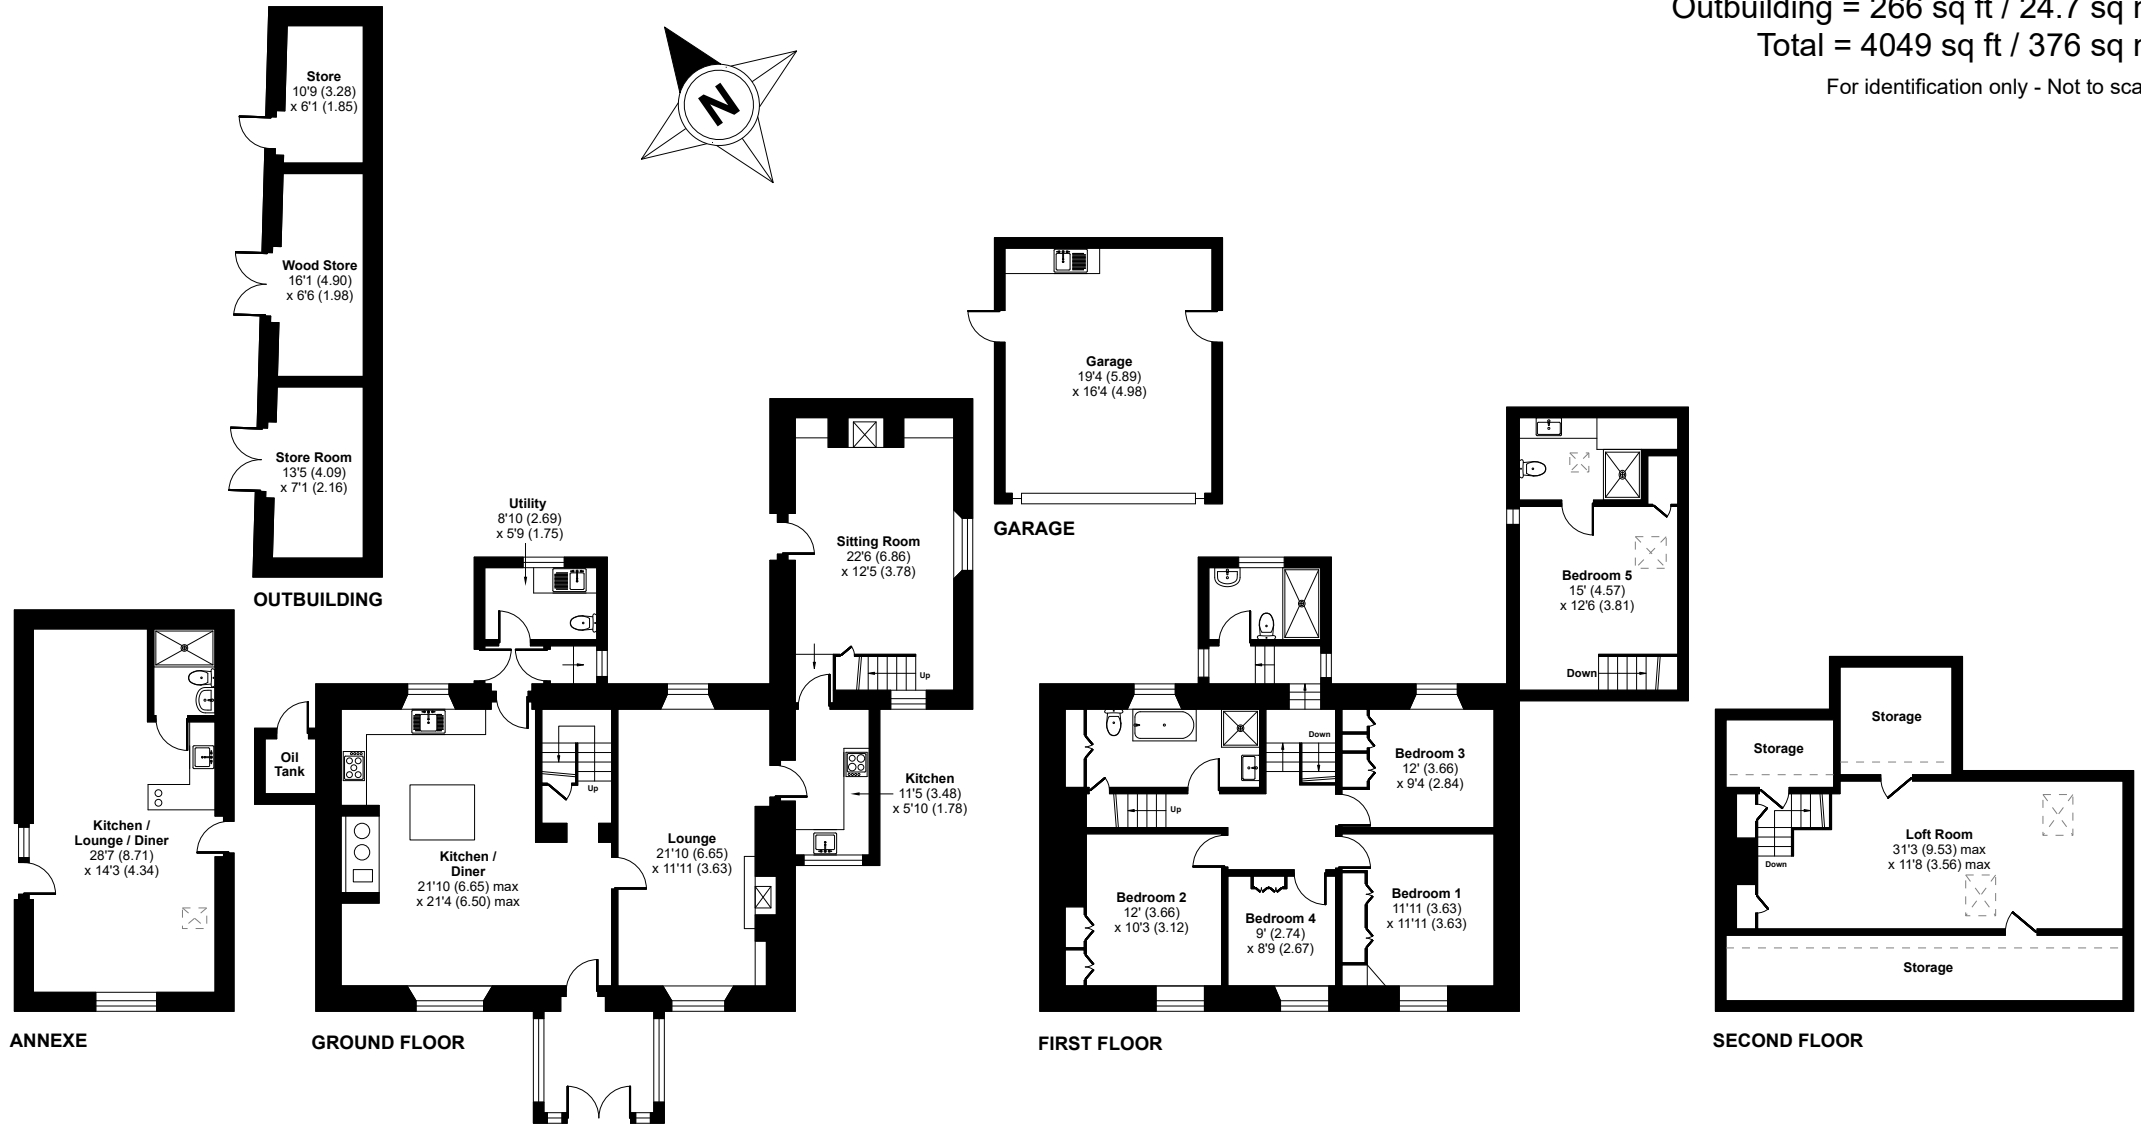 Outbuilding = 266 sq ft / 24.7 sq
Total = 4049 sq ft / 376 sq
For identification only - Not to
N
Store
10'9 (3.28)
x 6'1 (1.85)
Wood Store
16'1 (4.90)
x 6'6 (1.98)
Store Room
13'5 (4.09)
x 7'1 (2.16)
OUTBUILDING
Garage
19'4 (5.89)
x 16'4 (4.98)
GARAGE
Kitchen /
Lounge / Diner
28'7 (8.71)
x 14'3 (4.34)
ANNEXE
Oil
Tank
Utility
8'10 (2.69)
x 5'9 (1.75)
Sitting Room
22'6 (6.86)
x 12'5 (3.78)
Up
Up
Kitchen
11'5 (3.48)
x 5'10 (1.78)
Lounge
21'10 (6.65)
x 11'11 (3.63)
Kitchen /
Diner
21'10 (6.65) max
x 21'4 (6.50) max
GROUND FLOOR
Bedroom 5
15' (4.57)
x 12'6 (3.81)
Down
Down
Up
Bedroom 3
12' (3.66)
x 9'4 (2.84)
Bedroom 2
12' (3.66)
x 10'3 (3.12)
Bedroom 4
9' (2.74)
x 8'9 (2.67)
Bedroom 1
11'11 (3.63)
x 11'11 (3.63)
FIRST FLOOR
Storage
Storage
Down
Loft Room
31'3 (9.53) max
x 11'8 (3.56) max
Storage
SECOND FLOOR